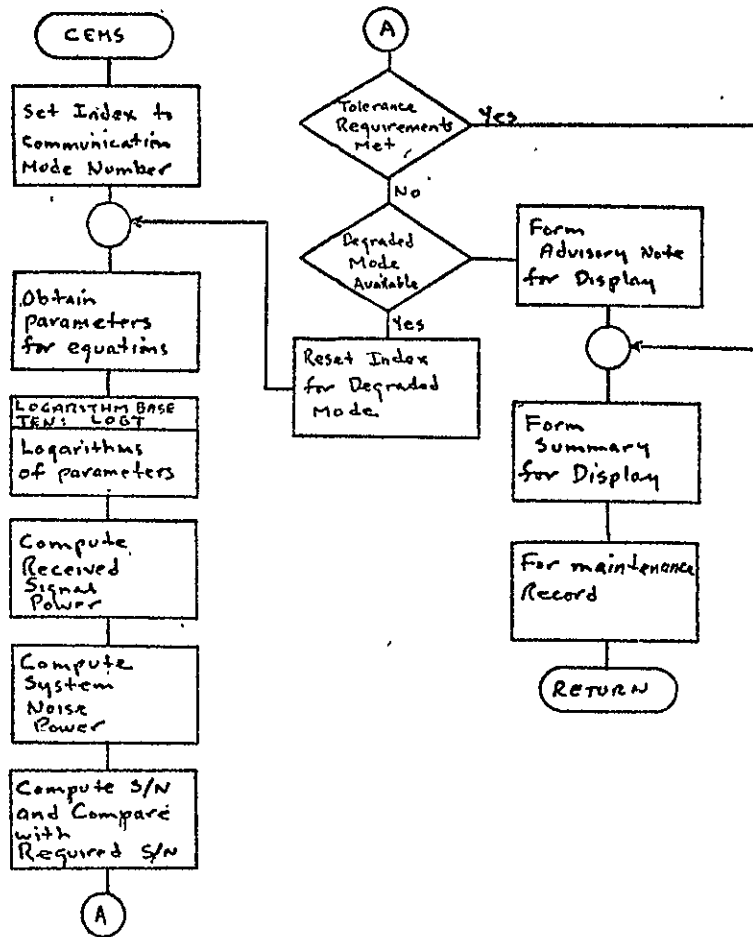 CEMS
Set Index to
Communication
Mode Number
Obtain
parameters
for equations
LOGARITHM BASE
TEN: LOGT
Logarithms
of parameters
Compute
Received
Signal
Power
Compute
System
Noise
Power
Compute S/N
and Compare
with
Required S/N
A
A
Tolerance
Requirements
Met
Yes
No
Degraded
Mode
Available
Yes
Reset Index
for Degraded
Mode
Form
Advisory Note
for Display
Form
Summary
for Display
For maintenance
Record
RETURN